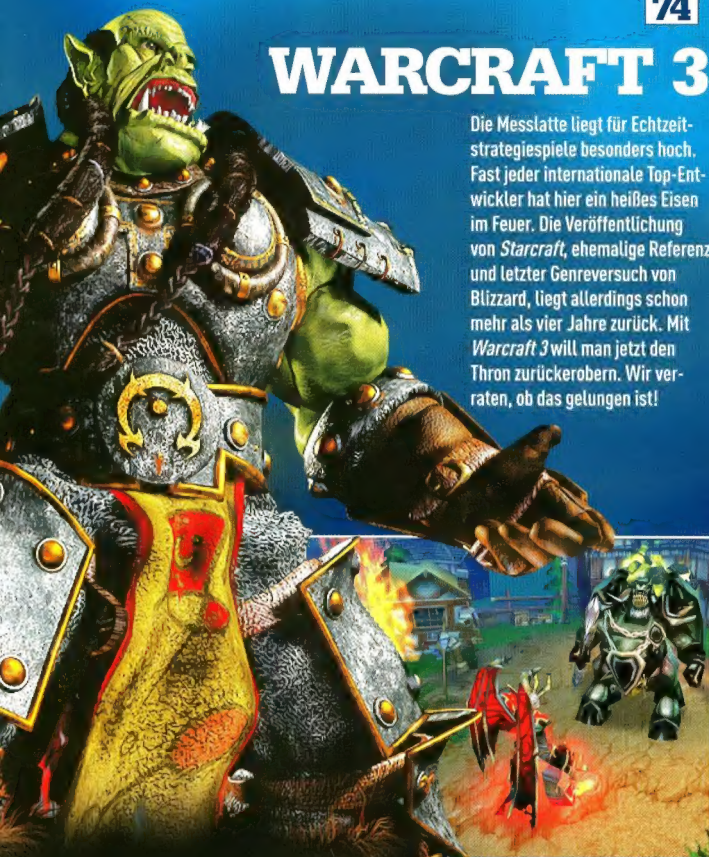 74
WARCRAFT 3
Die Messlatte liegt für Echtzeit-
strategiespiele besonders hoch.
Fast jeder internationale Top-Ent-
wickler hat hier ein heißes Eisen
im Feuer. Die Veröffentlichung
von Starcraft, ehemalige Referenz
und letzter Genreversuch von
Blizzard, liegt allerdings schon
mehr als vier Jahre zurück. Mit
Warcraft 3 will man jetzt den
Thron zurückerobern. Wir ver-
raten, ob das gelungen ist!